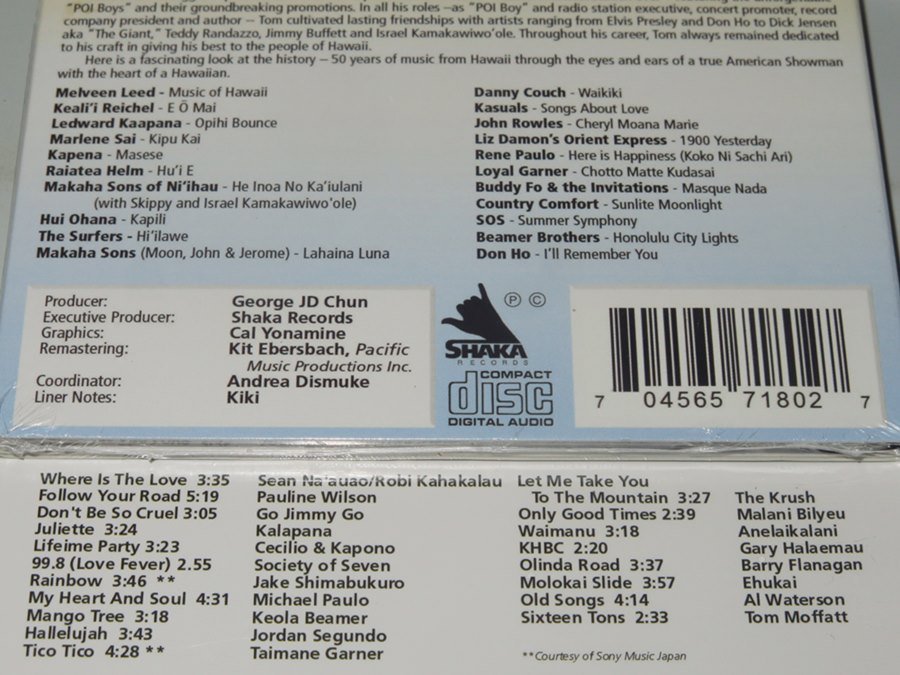 "POI Boys" and their groundbreaking promotions. In all his roles —as "POI Boy" and radio station executive, concert promoter, record
company president and author – Tom cultivated lasting friendships with artists ranging from Elvis Presley and Don Ho to Dick Jensen
aka "The Giant," Teddy Randazzo, Jimmy Buffett and Israel Kamakawiwo'ole. Throughout his career, Tom always remained dedicated
to his craft in giving his best to the people of Hawaii.
Here is a fascinating look at the history – 50 years of music from Hawaii through the eyes and ears of a true American Showman
with the heart of a Hawaiian.
Melveen Leed - Music of Hawaii
Keali'i Reichel - E Ō Mai
Ledward Kaapana - Opihi Bounce
Marlene Sai - Kipu Kai
Kapena - Masese
Raiatea Helm - Hu'i E
Makaha Sons of Ni'ihau - He Inoa No Ka'iulani
(with Skippy and Israel Kamakawiwo'ole)
Hui Ohana - Kapili
The Surfers - Hi'ilawe
Makaha Sons (Moon, John & Jerome) - Lahaina Luna
Danny Couch - Waikiki
Kasuals - Songs About Love
John Rowles - Cheryl Moana Marie
Liz Damon's Orient Express - 1900 Yesterday
Rene Paulo - Here is Happiness (Koko Ni Sachi Ari)
Loyal Garner - Chotto Matte Kudasai
Buddy Fo & the Invitations - Masque Nada
Country Comfort - Sunlite Moonlight
SOS - Summer Symphony
Beamer Brothers - Honolulu City Lights
Don Ho - I'll Remember You
Producer: George JD Chun
Executive Producer: Shaka Records
Graphics: Cal Yonamine
Remastering: Kit Ebersbach, Pacific
Music Productions Inc.
Coordinator: Andrea Dismuke
Liner Notes: Kiki
℗ ©
SHAKA
RECORDS
COMPACT
disc
DIGITAL AUDIO
7 04565 71802 7
Where Is The Love 3:35 Sean Na'auao/Robi Kahakalau
Follow Your Road 5:19 Pauline Wilson
Don't Be So Cruel 3:05 Go Jimmy Go
Juliette 3:24 Kalapana
Lifeime Party 3:23 Cecilio & Kapono
99.8 (Love Fever) 2.55 Society of Seven
Rainbow 3:46 ** Jake Shimabukuro
My Heart And Soul 4:31 Michael Paulo
Mango Tree 3:18 Keola Beamer
Hallelujah 3:43 Jordan Segundo
Tico Tico 4:28 ** Taimane Garner
Let Me Take You
To The Mountain 3:27 The Krush
Only Good Times 2:39 Malani Bilyeu
Waimanu 3:18 Anelaikalani
KHBC 2:20 Gary Halaemau
Olinda Road 3:37 Barry Flanagan
Molokai Slide 3:57 Ehukai
Old Songs 4:14 Al Waterson
Sixteen Tons 2:33 Tom Moffatt
**Courtesy of Sony Music Japan